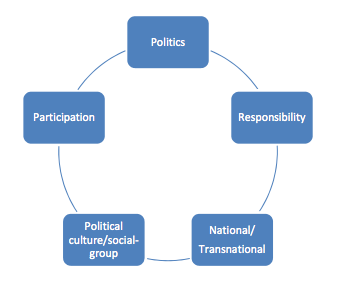 Politics
Participation
Responsibility
Political
culture/social-
group
National/
Transnational